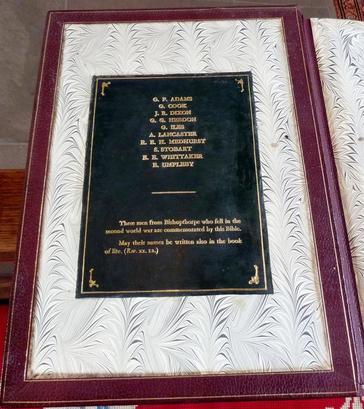 G. P. ADAMS
G. COOK
J. R. DIXON
G. G. HEBDON
G. ILES
A. LANCASTER
R. E. H. MEDHURST
S. STOBART
E. E. WHITTAKER
E. UMPLEBY
These men from Bishopthorpe who fell in the
second world war are commemorated by this Bible.
May their names be written also in the book
of life. (Rev. xx. 12.)